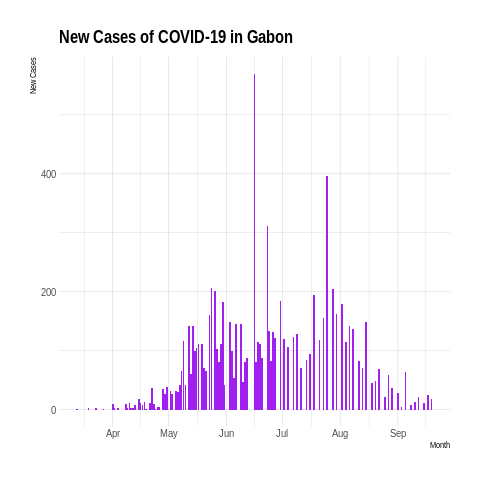 New Cases of COVID-19 in Gabon
New Cases
400
200
0
Apr May Jun Jul Aug Sep
Month